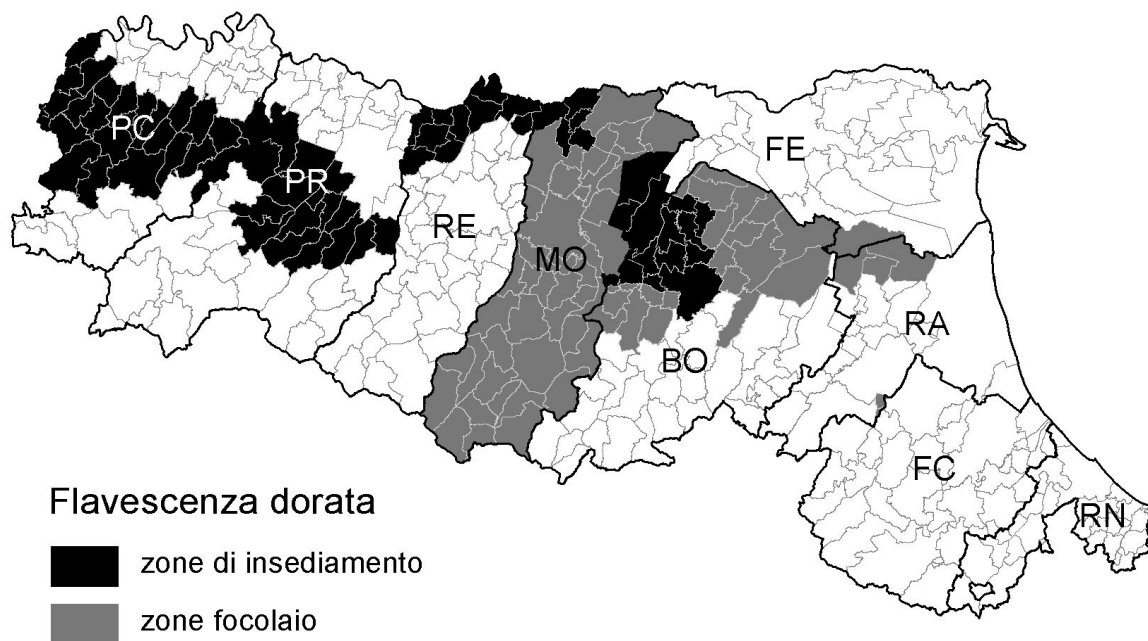 PC
PR
RE
MO
FE
BO
RA
FC
RN
Flavescenza dorata
zone di insediamento
zone focolaio